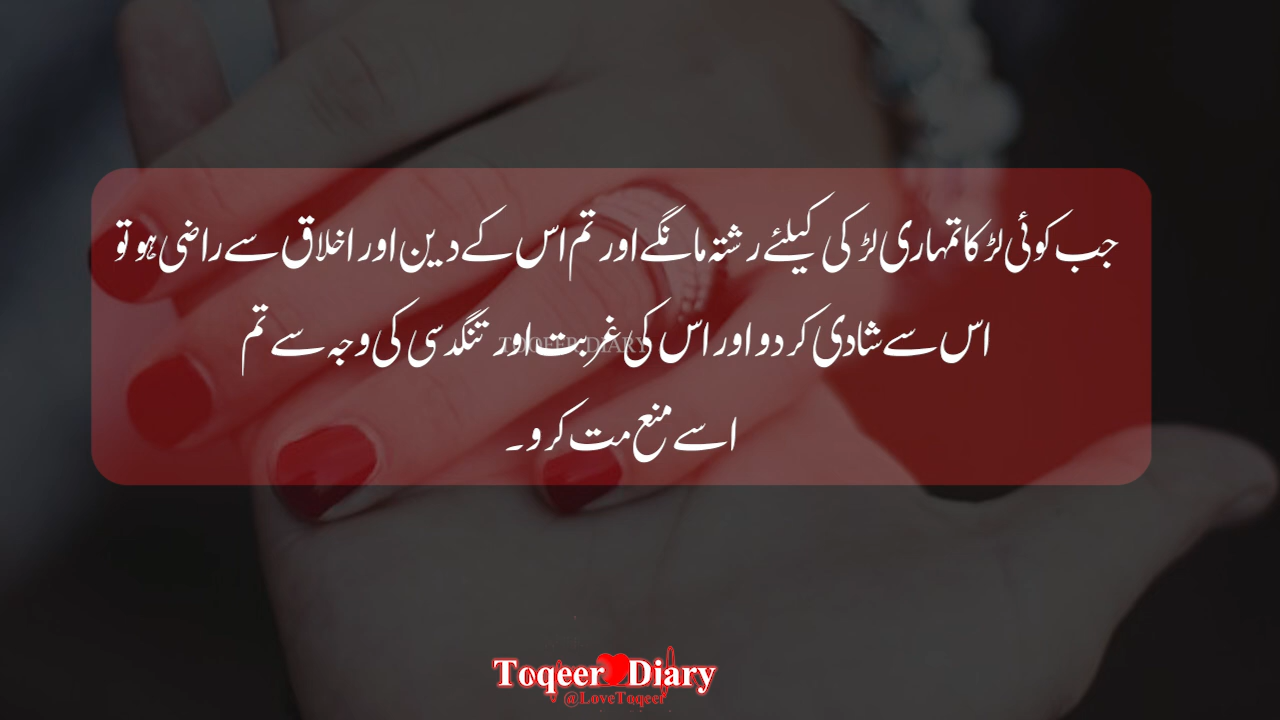 جب کوئی لڑکا تمہاری لڑکی کیلئے رشتہ مانگے اور تم اس کے دین اور اخلاق سے راضی ہو تو
اس سے شادی کر دو اور اس کی غربت اور تنگدسی کی وجہ سے تم
TOQEER DIARY
اسے منع مت کرو۔
Toqeer Diary
@LoveToqeer